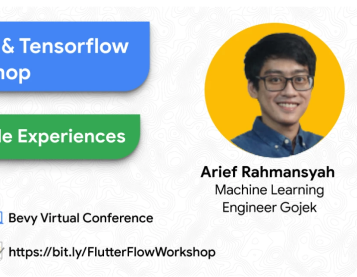 & Tensorflow
hop
le Experiences
Arief Rahmansyah
Machine Learning
Engineer Gojek
Bevy Virtual Conference
https://bit.ly/FlutterFlowWorkshop